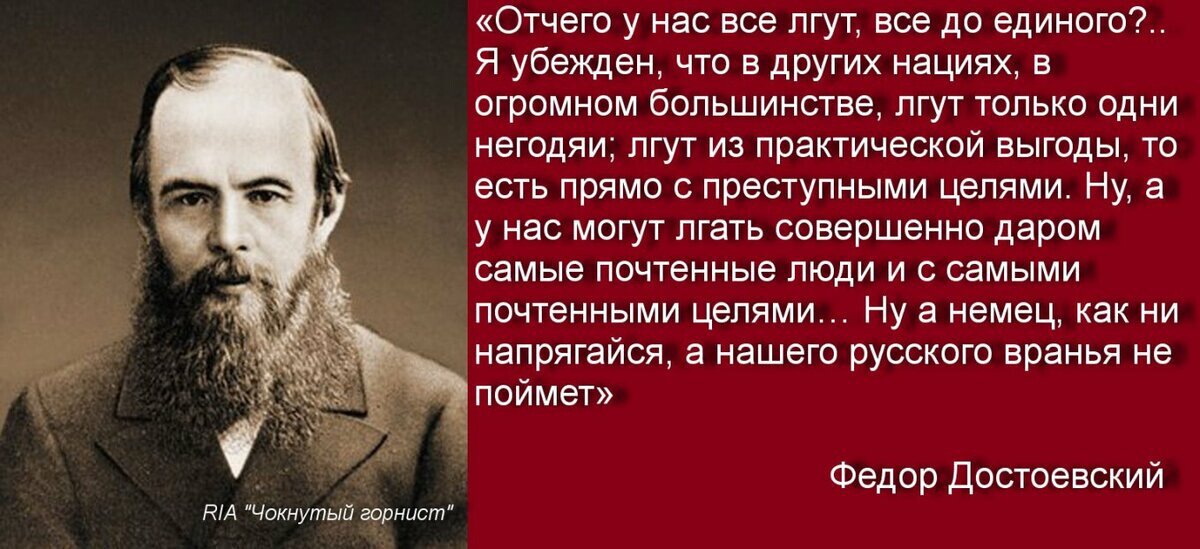 «Отчего у нас все лгут, все до единого?..
Я убежден, что в других нациях, в
огромном большинстве, лгут только одни
негодяи; лгут из практической выгоды, то
есть прямо с преступными целями. Ну, а
у нас могут лгать совершенно даром
самые почтенные люди и с самыми
почтенными целями... Ну а немец, как ни
напрягайся, а нашего русского вранья не
поймет»
Федор Достоевский
RIA "Чокнутый горнист"